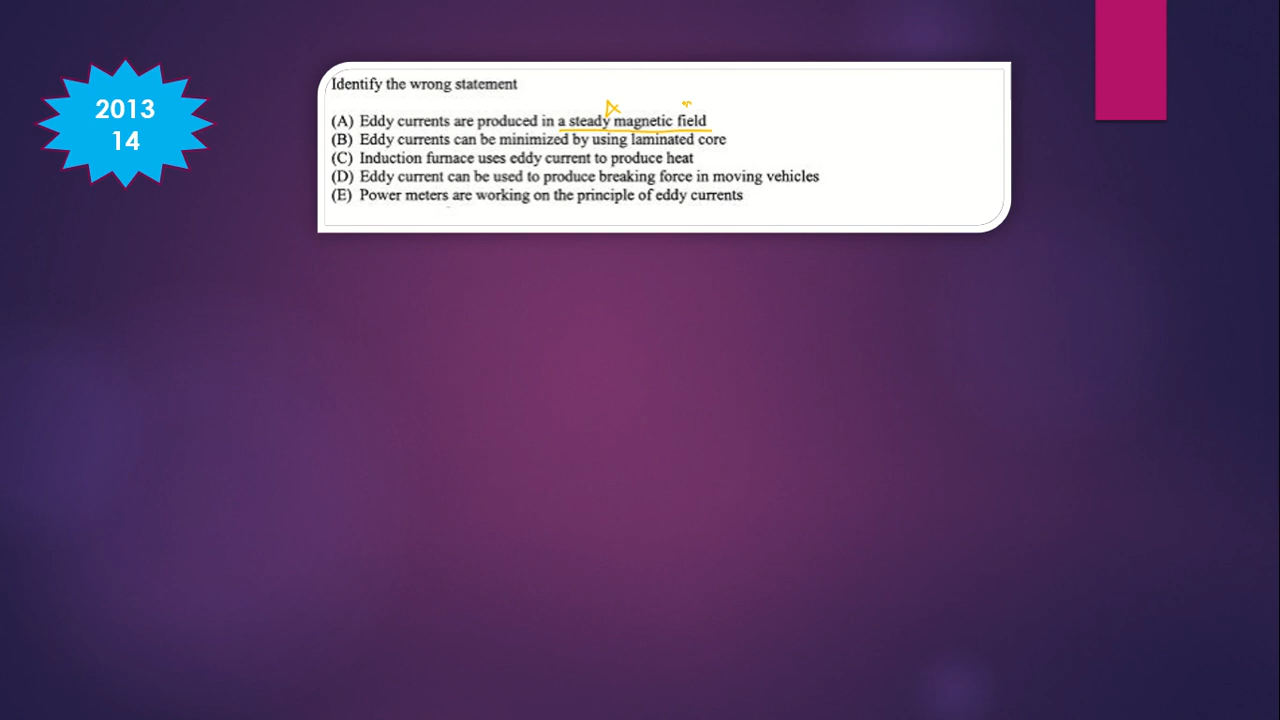 2013
14
Identify the wrong statement
(A) Eddy currents are produced in a steady magnetic field
(B) Eddy currents can be minimized by using laminated core
(C) Induction furnace uses eddy current to produce heat
(D) Eddy current can be used to produce breaking force in moving vehicles
(E) Power meters are working on the principle of eddy currents